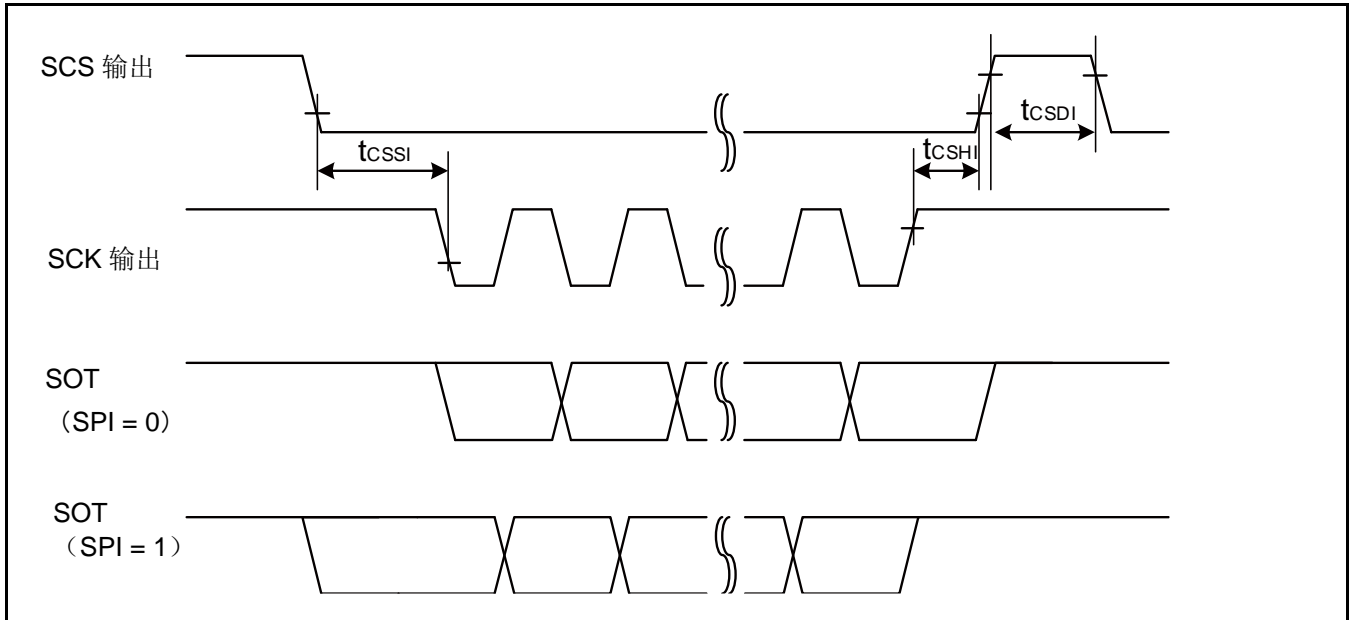 SCS 输出
tCSDI
tCSSI
tCSHI
SCK 输出
SOT
（SPI = 0）
SOT
（SPI = 1）